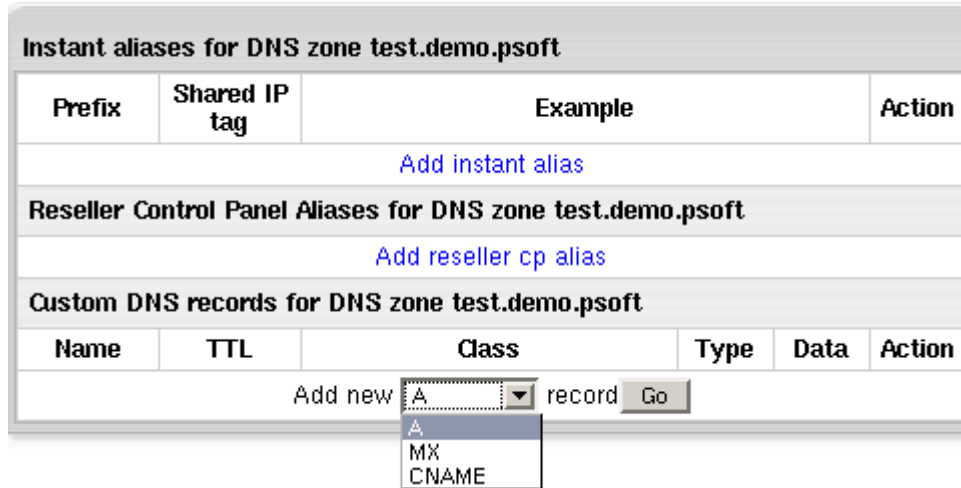 Instant aliases for DNS zone test.demo.psoft
Prefix Shared IP tag Example Action
Add instant alias
Reseller Control Panel Aliases for DNS zone test.demo.psoft
Add reseller cp alias
Custom DNS records for DNS zone test.demo.psoft
Name TTL Class Type Data Action
Add new A record Go
A
MX
CNAME